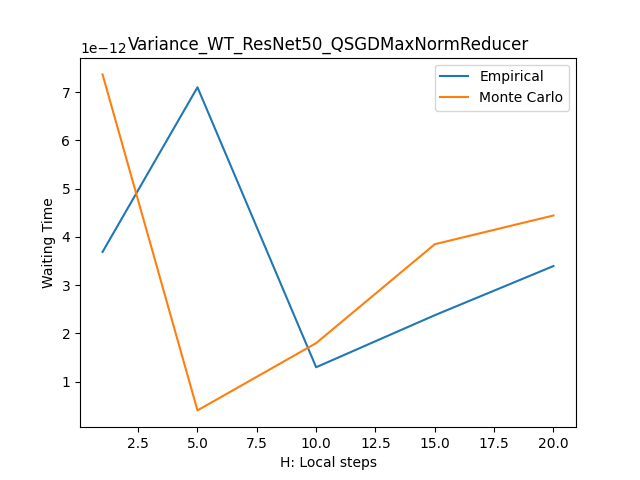 Variance_WT_ResNet50_QSGDMaxNormReducer
1e−12
Empirical
Monte Carlo
7
6
5
4
3
2
1
Waiting Time
2.5 5.0 7.5 10.0 12.5 15.0 17.5 20.0
H: Local steps